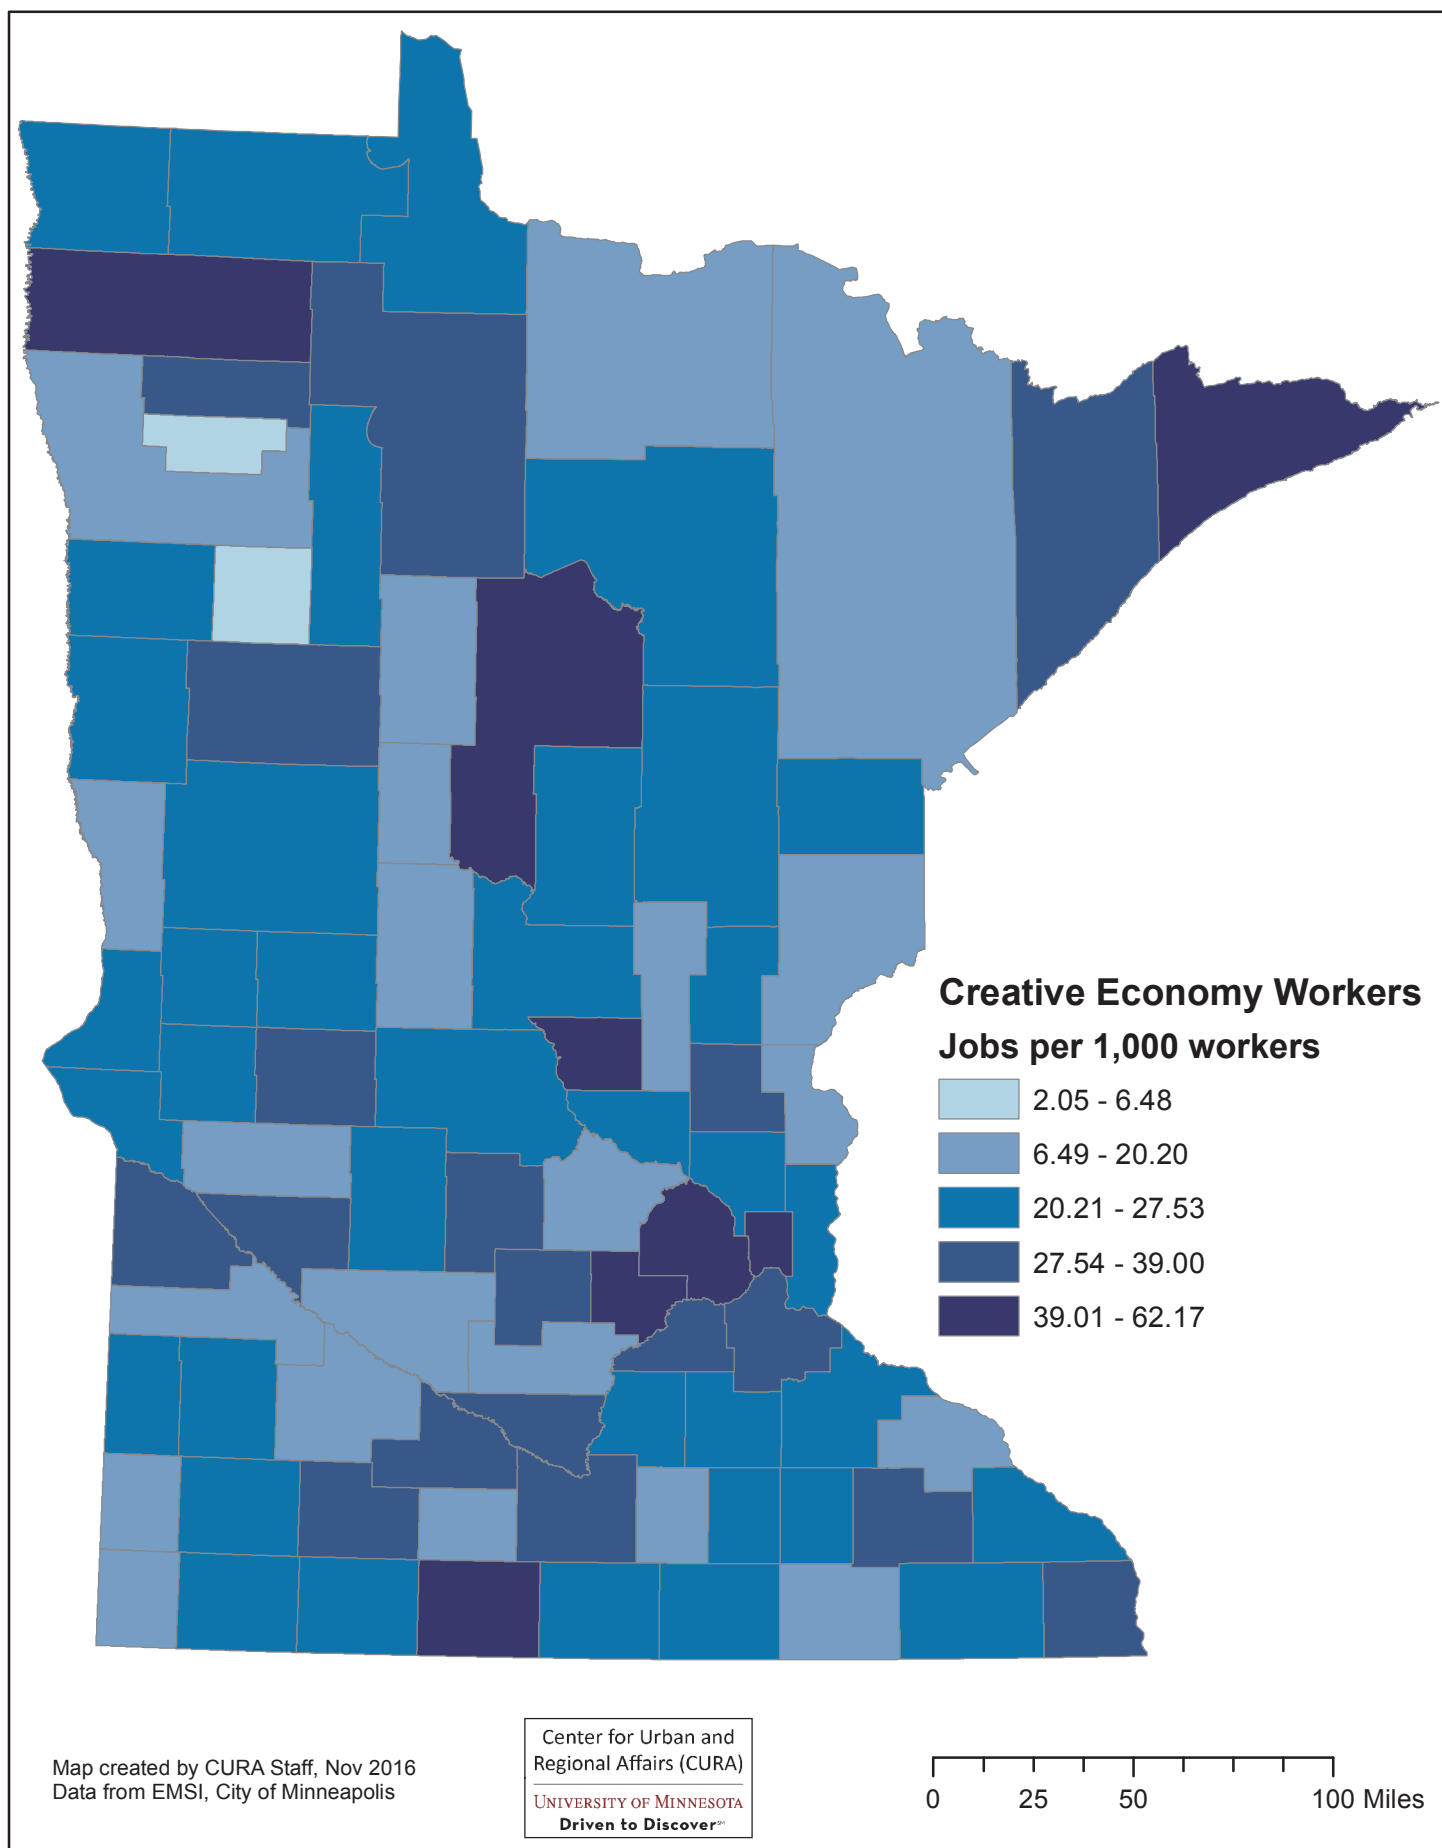 Creative Economy Workers
Jobs per 1,000 workers
2.05 - 6.48
6.49 - 20.20
20.21 - 27.53
27.54 - 39.00
39.01 - 62.17
Map created by CURA Staff, Nov 2016
Data from EMSI, City of Minneapolis
Center for Urban and
Regional Affairs (CURA)
UNIVERSITY OF MINNESOTA
Driven to Discover℠
0 25 50 100 Miles